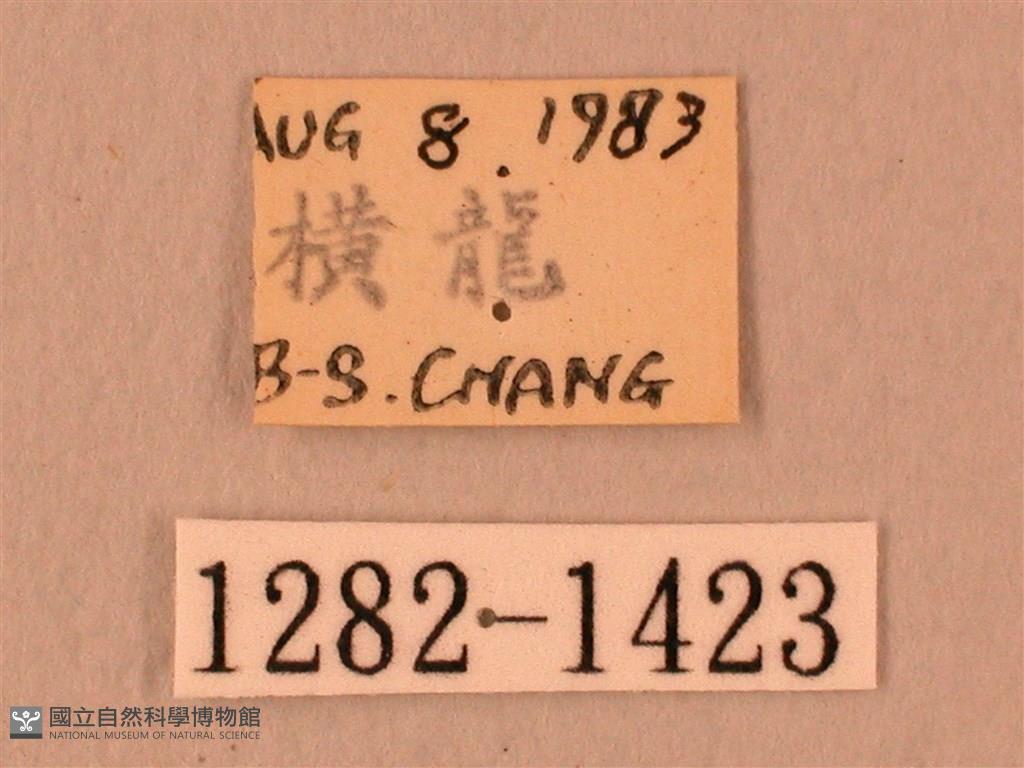 AUG 8. 1983
橫龍
B-S. CHANG
1282-1423
國立自然科學博物館
NATIONAL MUSEUM OF NATURAL SCIENCE